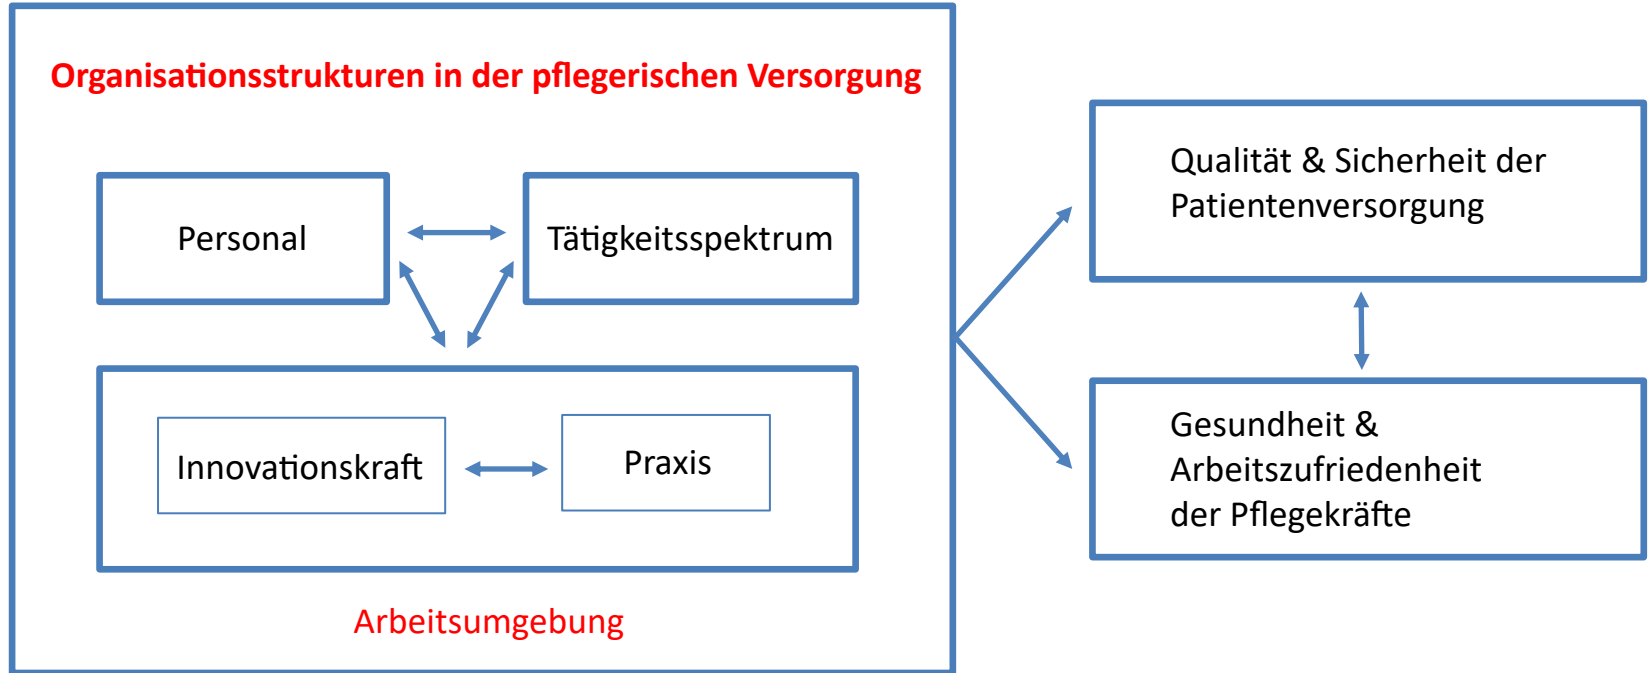 Organisationsstrukturen in der pflegerischen Versorgung
Personal
Tätigkeitsspektrum
Innovationskraft
Praxis
Arbeitsumgebung
Qualität & Sicherheit der
Patientenversorgung
Gesundheit &
Arbeitszufriedenheit
der Pflegekräfte